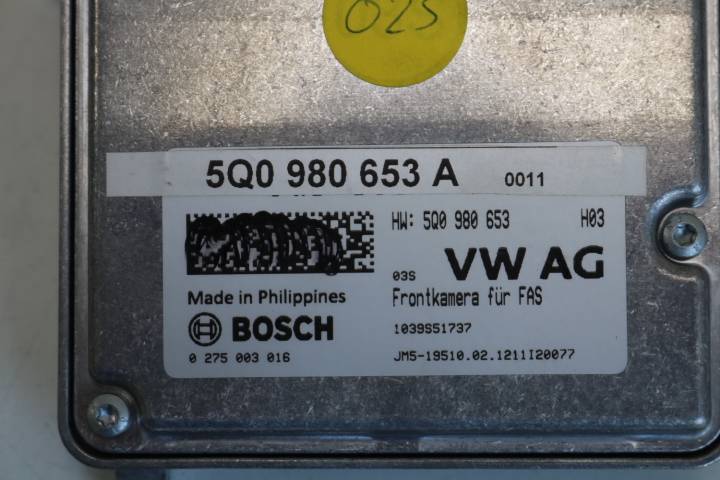 025
5Q0 980 653 A 0011
HW: 5Q0 980 653 H03
03S VW AG
Made in Philippines Frontkamera für FAS
BOSCH 1039S51737
0 275 003 016 JM5-19510.02.1211I20077